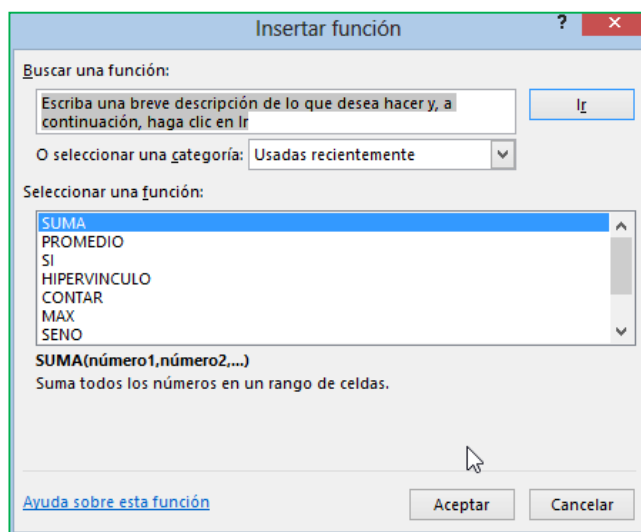 Insertar función
? ×
Buscar una función:
Escriba una breve descripción de lo que desea hacer y, a
continuación, haga clic en Ir
Ir
O seleccionar una categoría: Usadas recientemente
Seleccionar una función:
SUMA
PROMEDIO
SI
HIPERVINCULO
CONTAR
MAX
SENO
SUMA(número1,número2,...)
Suma todos los números en un rango de celdas.
Ayuda sobre esta función
Aceptar
Cancelar